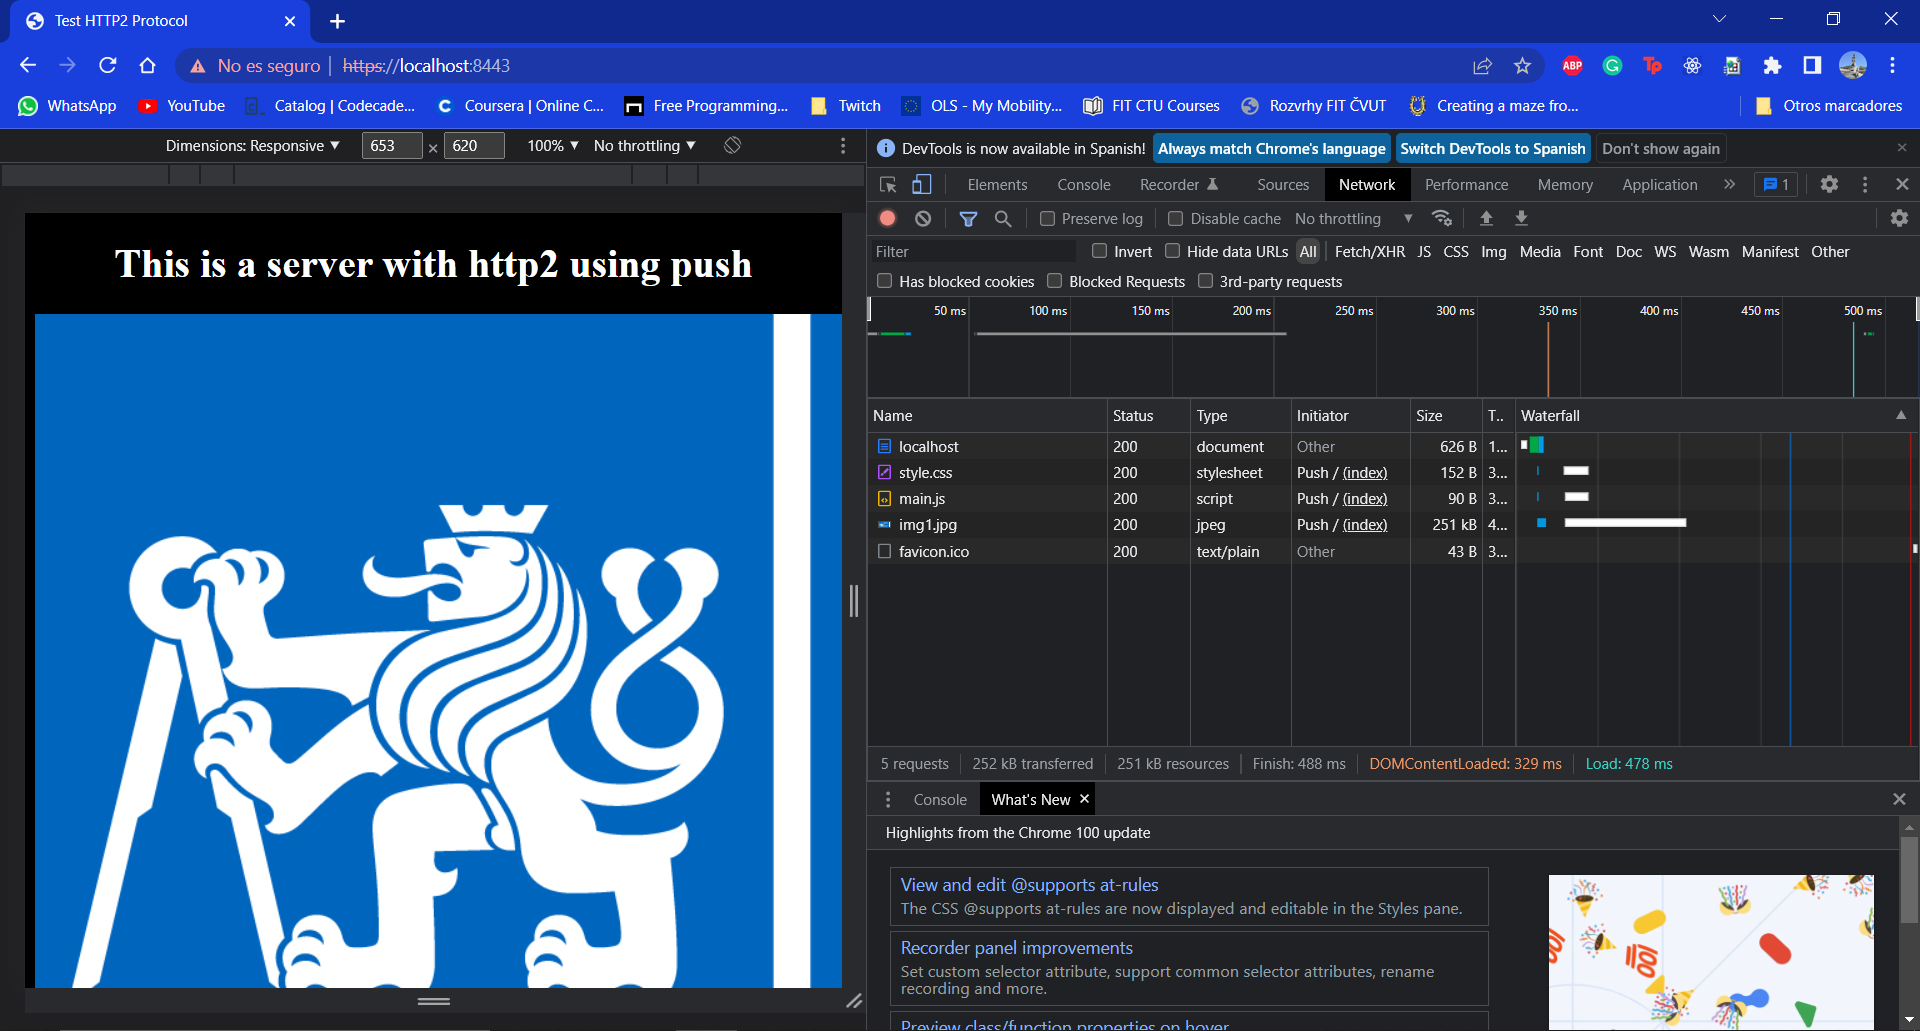 Test HTTP2 Protocol
No es seguro https://localhost:8443
ABP
WhatsApp YouTube Catalog | Codecade... Coursera | Online C... Free Programming... Twitch OLS - My Mobility... FIT CTU Courses Rozvrhy FIT ČVUT Creating a maze fro... Otros marcadores
Dimensions: Responsive 653 × 620 100% No throttling
DevTools is now available in Spanish! Always match Chrome's language Switch DevTools to Spanish Don't show again
Elements Console Recorder Sources Network Performance Memory Application » 1
Preserve log Disable cache No throttling
Filter Invert Hide data URLs All Fetch/XHR JS CSS Img Media Font Doc WS Wasm Manifest Other
Has blocked cookies Blocked Requests 3rd-party requests
50 ms 100 ms 150 ms 200 ms 250 ms 300 ms 350 ms 400 ms 450 ms 500 ms
This is a server with http2 using push
Name Status Type Initiator Size T.. Waterfall
localhost 200 document Other 626 B 1...
style.css 200 stylesheet Push / (index) 152 B 3...
main.js 200 script Push / (index) 90 B 3...
img1.jpg 200 jpeg Push / (index) 251 kB 4...
favicon.ico 200 text/plain Other 43 B 3...
5 requests 252 kB transferred 251 kB resources Finish: 488 ms DOMContentLoaded: 329 ms Load: 478 ms
Console What's New
Highlights from the Chrome 100 update
View and edit @supports at-rules
The CSS @supports at-rules are now displayed and editable in the Styles pane.
Recorder panel improvements
Set custom selector attribute, support common selector attributes, rename
recording and more.
Preview class/function properties on hover